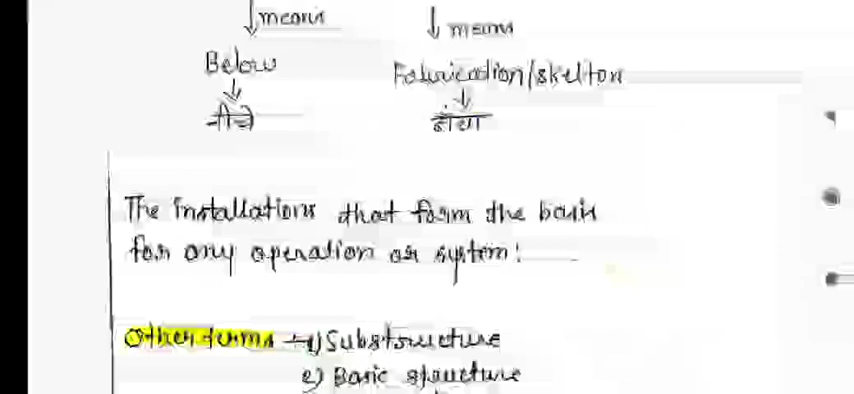 ↓means ↓ means
Below Fabrication/skelton
↓ ↓
नीचे ढाँचा
The installations that form the basis
for any operation or system.
Other terms → 1) Substructure
2) Basic structure